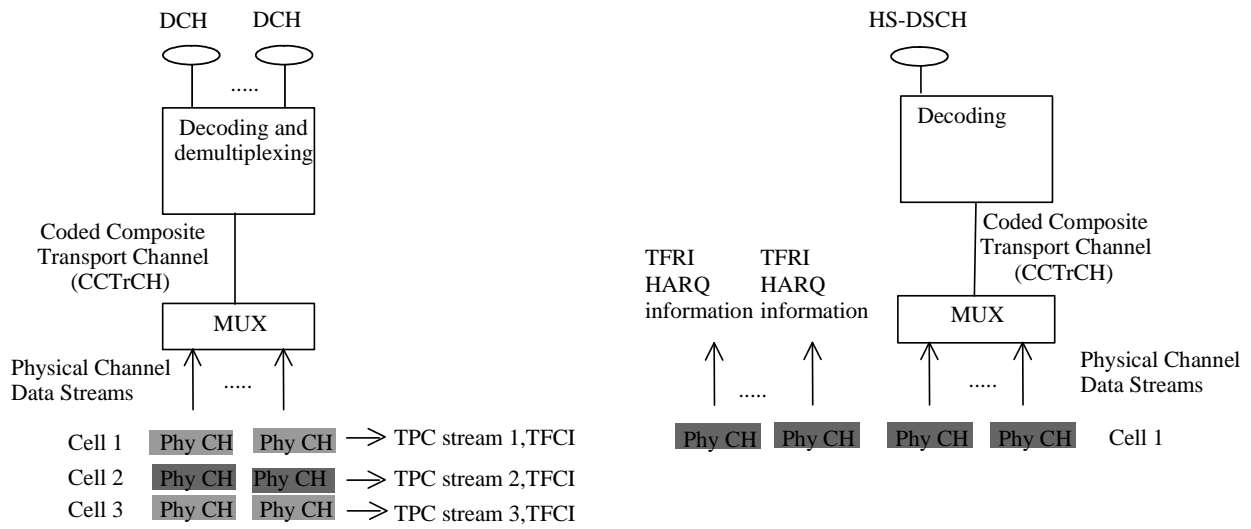 DCH DCH
.....
Decoding and
demultiplexing
Coded Composite
Transport Channel
(CCTrCH)
MUX
Physical Channel
Data Streams
.....
Cell 1 Phy CH Phy CH TPC stream 1,TFCI
Cell 2 Phy CH Phy CH TPC stream 2,TFCI
Cell 3 Phy CH Phy CH TPC stream 3,TFCI
HS-DSCH
Decoding
Coded Composite
Transport Channel
(CCTrCH)
TFRI
HARQ
information
TFRI
HARQ
information
MUX
Physical Channel
Data Streams
..... .....
Phy CH Phy CH Phy CH Phy CH Cell 1